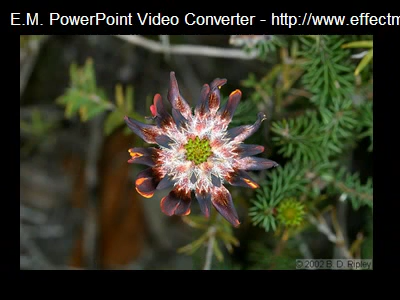 E.M. PowerPoint Video Converter - http://www.effectm
© 2002 B. D. Ripley